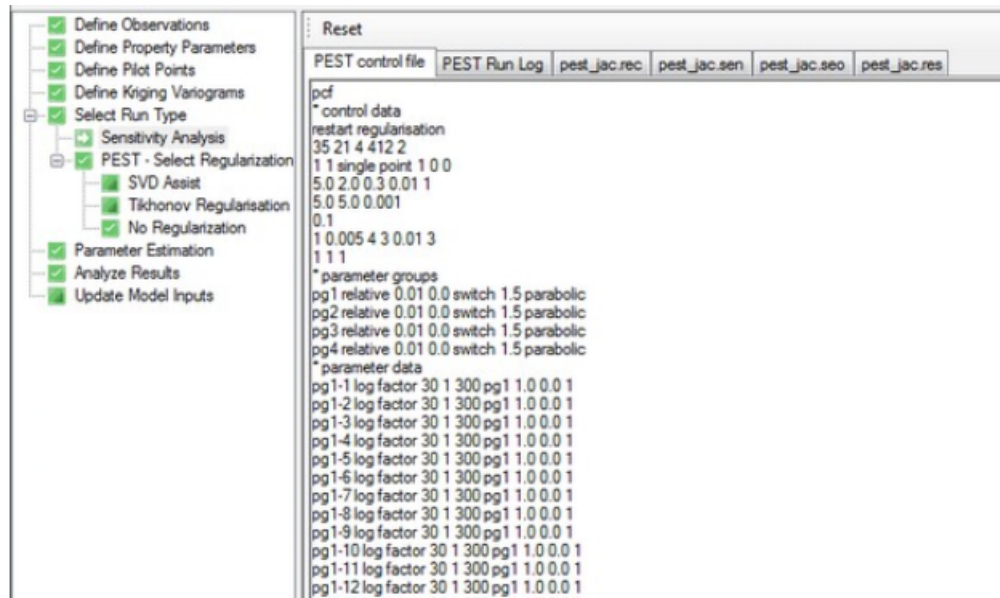 Define Observations
Define Property Parameters
Define Pilot Points
Define Kriging Variograms
Select Run Type
Sensitivity Analysis
PEST - Select Regularization
SVD Assist
Tikhonov Regularisation
No Regularization
Parameter Estimation
Analyze Results
Update Model Inputs
Reset
PEST control file PEST Run Log pest_jac.rec pest_jac.sen pest_jac.seo pest_jac.res
pcf
* control data
restart regularisation
35 21 4 412 2
1 1 single point 1 0 0
5.0 2.0 0.3 0.01 1
5.0 5.0 0.001
0.1
1 0.005 4 3 0.01 3
1 1 1
* parameter groups
pg1 relative 0.01 0.0 switch 1.5 parabolic
pg2 relative 0.01 0.0 switch 1.5 parabolic
pg3 relative 0.01 0.0 switch 1.5 parabolic
pg4 relative 0.01 0.0 switch 1.5 parabolic
* parameter data
pg1-1 log factor 30 1 300 pg1 1.0 0.0 1
pg1-2 log factor 30 1 300 pg1 1.0 0.0 1
pg1-3 log factor 30 1 300 pg1 1.0 0.0 1
pg1-4 log factor 30 1 300 pg1 1.0 0.0 1
pg1-5 log factor 30 1 300 pg1 1.0 0.0 1
pg1-6 log factor 30 1 300 pg1 1.0 0.0 1
pg1-7 log factor 30 1 300 pg1 1.0 0.0 1
pg1-8 log factor 30 1 300 pg1 1.0 0.0 1
pg1-9 log factor 30 1 300 pg1 1.0 0.0 1
pg1-10 log factor 30 1 300 pg1 1.0 0.0 1
pg1-11 log factor 30 1 300 pg1 1.0 0.0 1
pg1-12 log factor 30 1 300 pg1 1.0 0.0 1